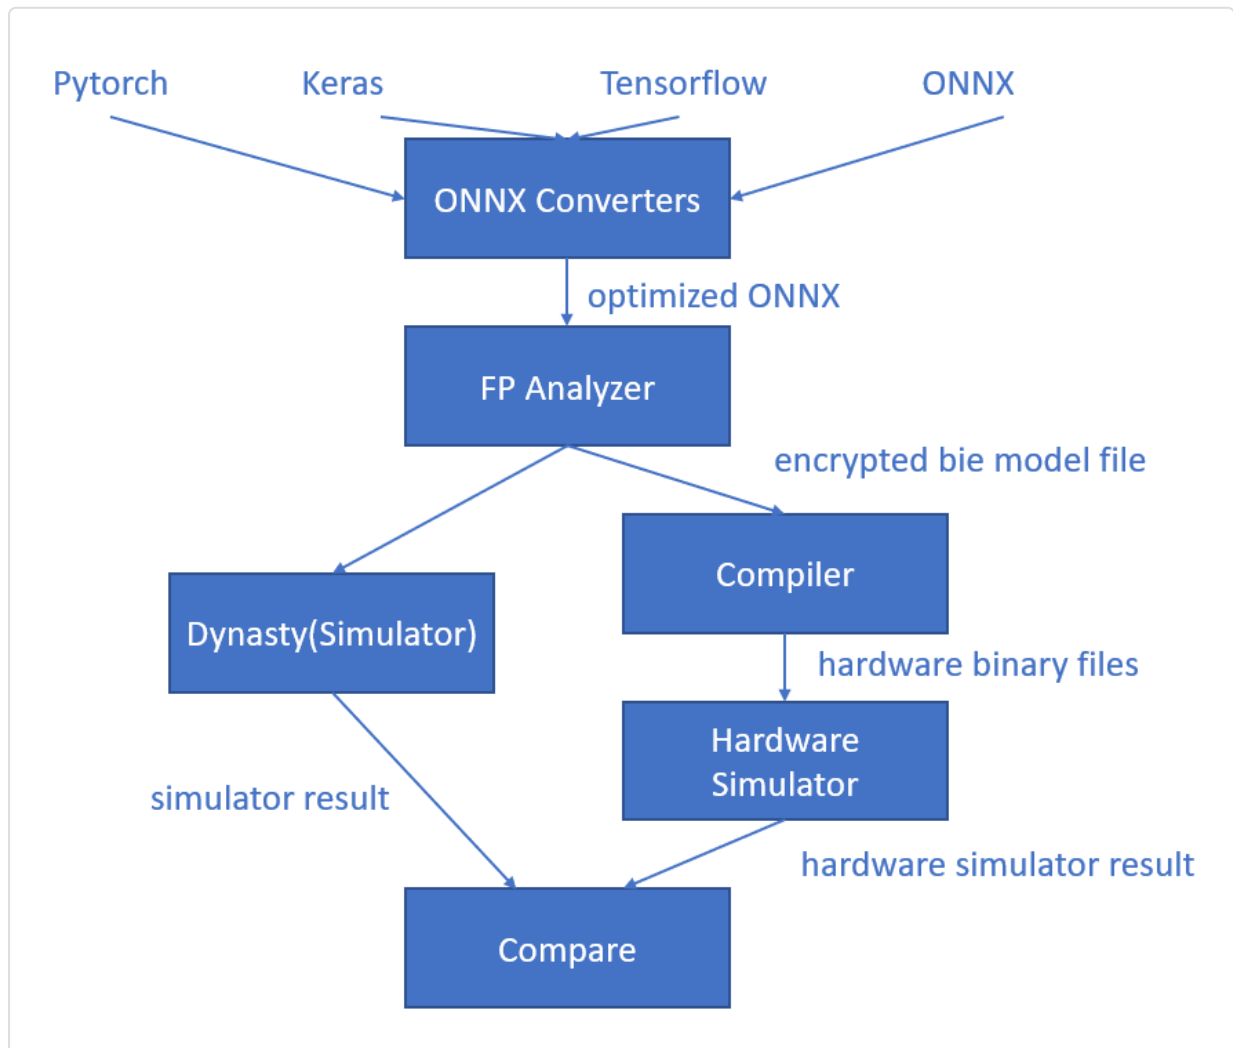 Pytorch
Keras
Tensorflow
ONNX
ONNX Converters
optimized ONNX
FP Analyzer
encrypted bie model file
Compiler
Dynasty(Simulator)
hardware binary files
Hardware
Simulator
simulator result
hardware simulator result
Compare